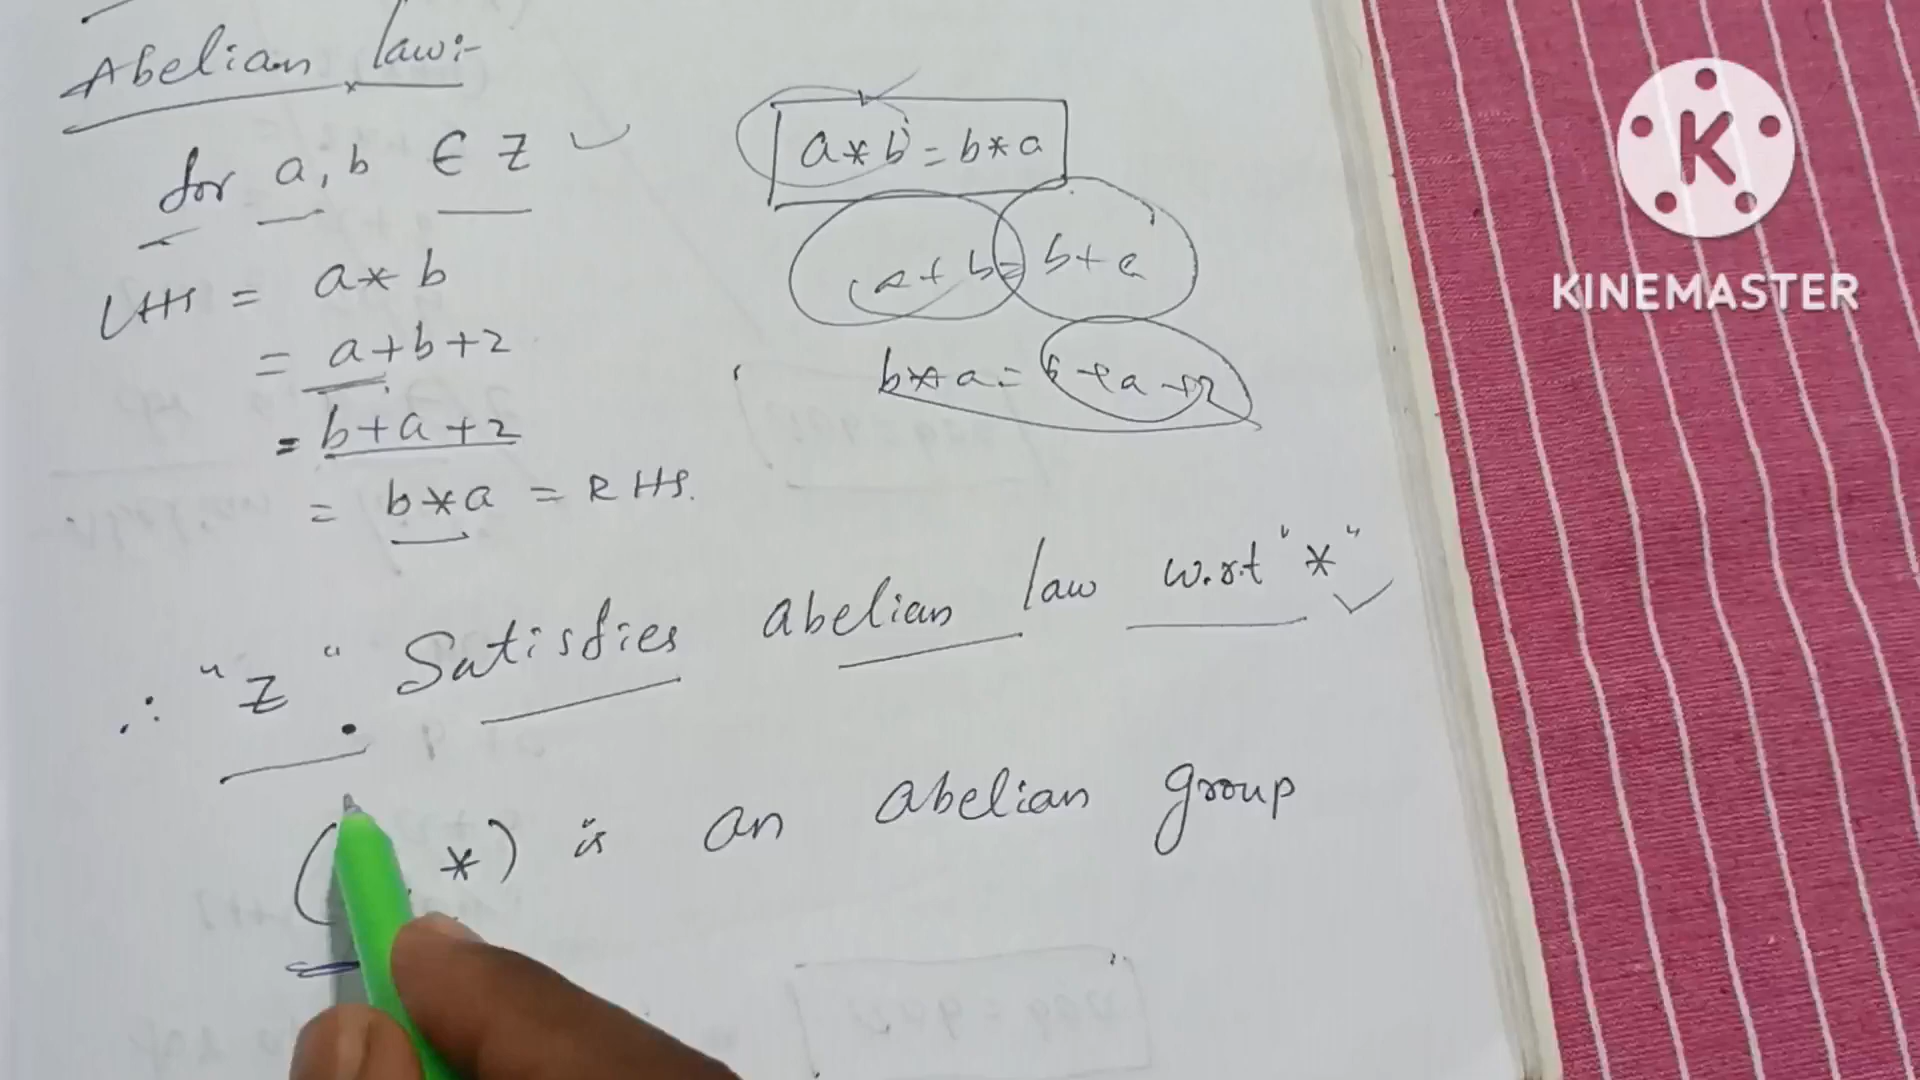 Abelian law:-
for a, b ∈ Z
LHS = a * b
= a+b+2
= b+a+2
= b*a = RHS.
a*b = b*a
a+b = b+a
b*a = b+a+2
∴ "Z" Satisfies abelian law w.r.t "*"
( , *) is an abelian group
K
KINEMASTER